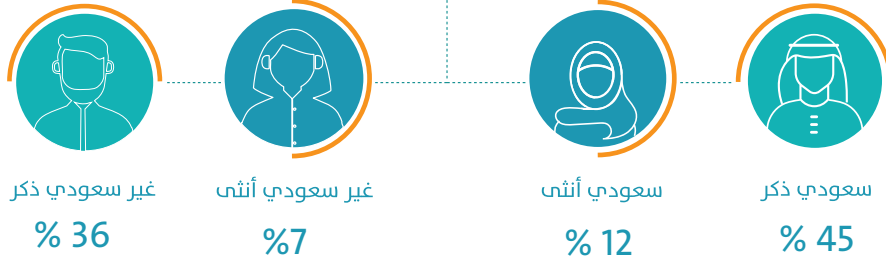 سعودي ذكر
45 %
سعودي أنثى
12 %
غير سعودي أنثى
7%
غير سعودي ذكر
36 %